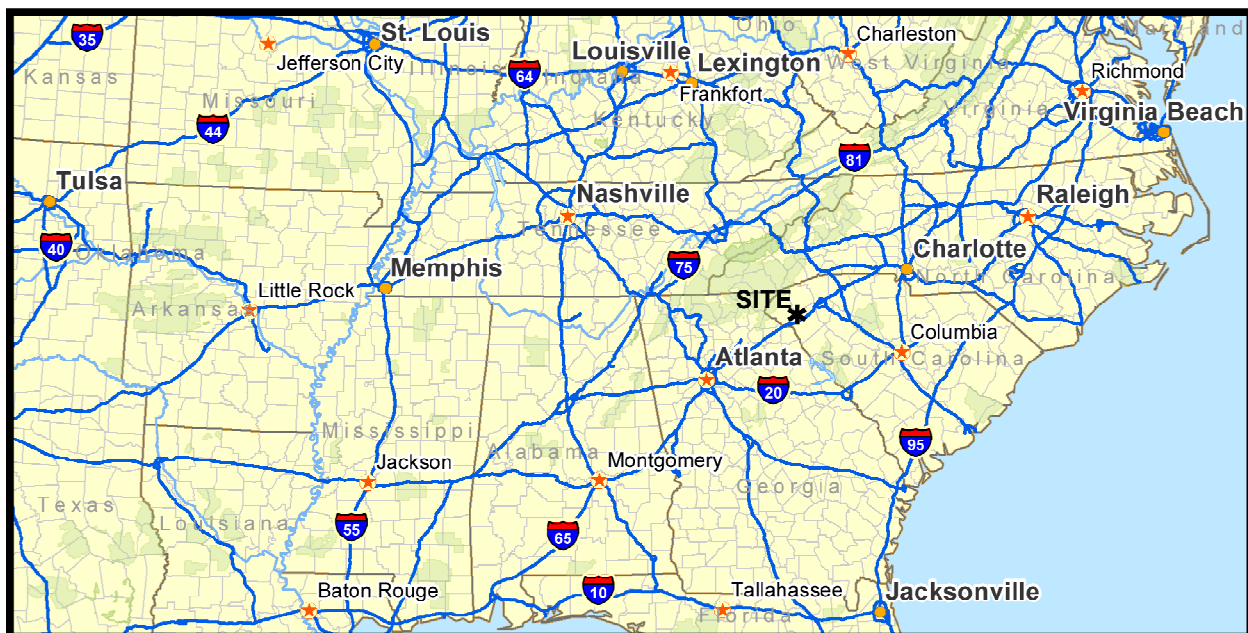 35
St. Louis
Ohio
Charleston
Maryland
Kansas
Jefferson City
Illinois
64
Louisville
Indiana
Lexington
Frankfort
West Virginia
Richmond
Missouri
44
Kentucky
Virginia
Virginia Beach
81
Tulsa
Nashville
Tennessee
Raleigh
40
Oklahoma
Memphis
75
Charlotte
North Carolina
Little Rock
Arkansas
SITE
*
Columbia
Atlanta
South Carolina
20
Mississippi
Jackson
Alabama
Montgomery
95
Texas
Louisiana
55
65
Georgia
Baton Rouge
10
Tallahassee
Florida
Jacksonville